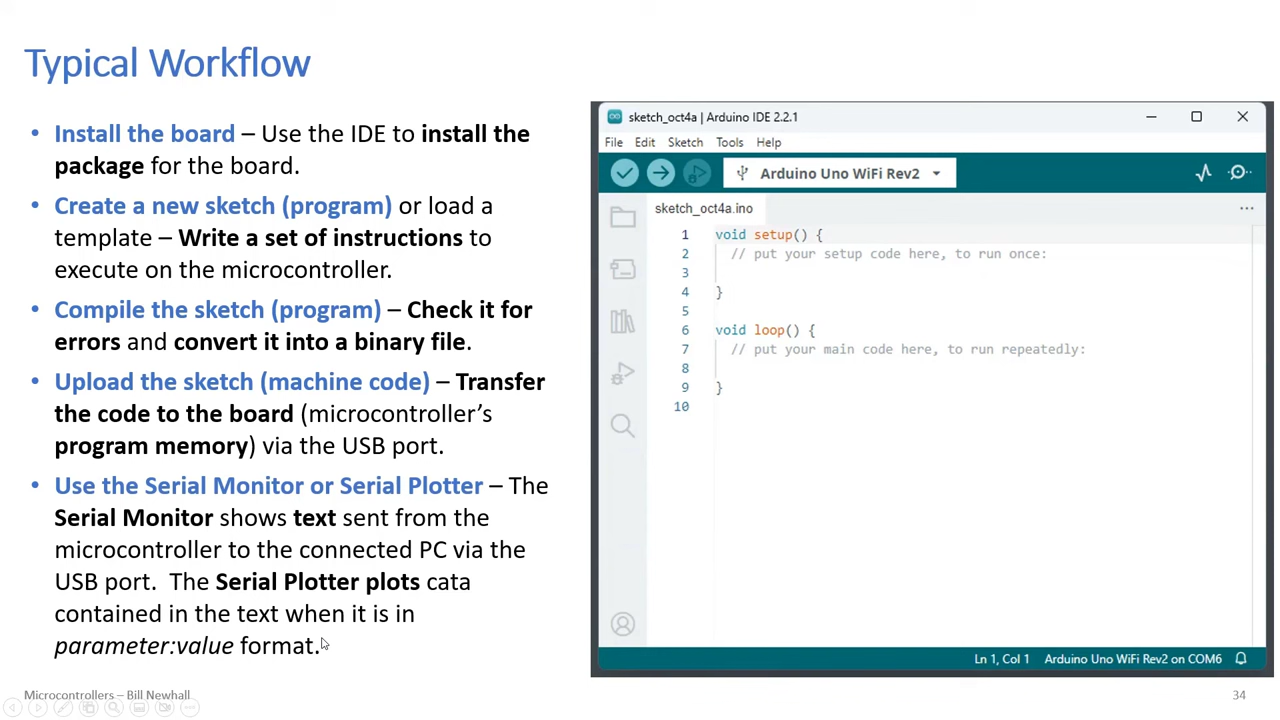 Typical Workflow
• Install the board – Use the IDE to install the
package for the board.
• Create a new sketch (program) or load a
template – Write a set of instructions to
execute on the microcontroller.
• Compile the sketch (program) – Check it for
errors and convert it into a binary file.
• Upload the sketch (machine code) – Transfer
the code to the board (microcontroller’s
program memory) via the USB port.
• Use the Serial Monitor or Serial Plotter – The
Serial Monitor shows text sent from the
microcontroller to the connected PC via the
USB port.  The Serial Plotter plots cata
contained in the text when it is in
parameter:value format.
sketch_oct4a | Arduino IDE 2.2.1
File Edit Sketch Tools Help
Arduino Uno WiFi Rev2
sketch_oct4a.ino
1 void setup() {
2 // put your setup code here, to run once:
3
4 }
5
6 void loop() {
7 // put your main code here, to run repeatedly:
8
9 }
10
Ln 1, Col 1 Arduino Uno WiFi Rev2 on COM6
Microcontrollers – Bill Newhall
34